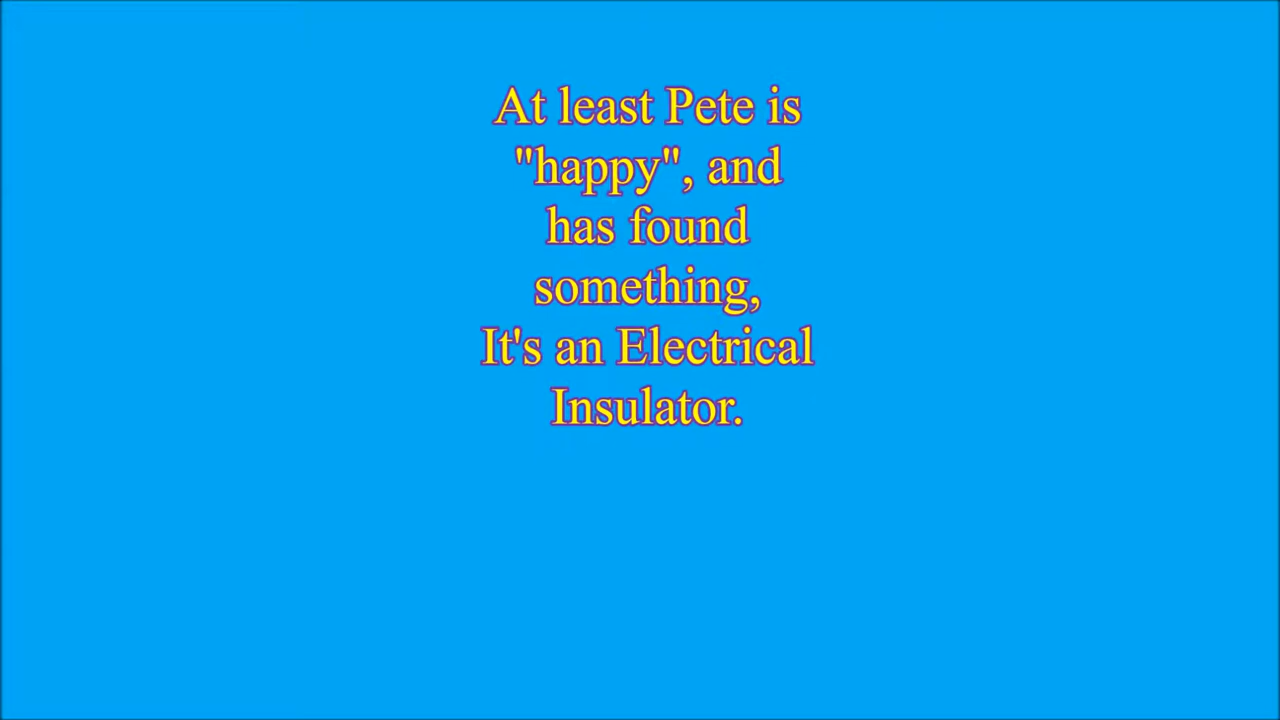 At least Pete is
"happy", and
has found
something,
It's an Electrical
Insulator.